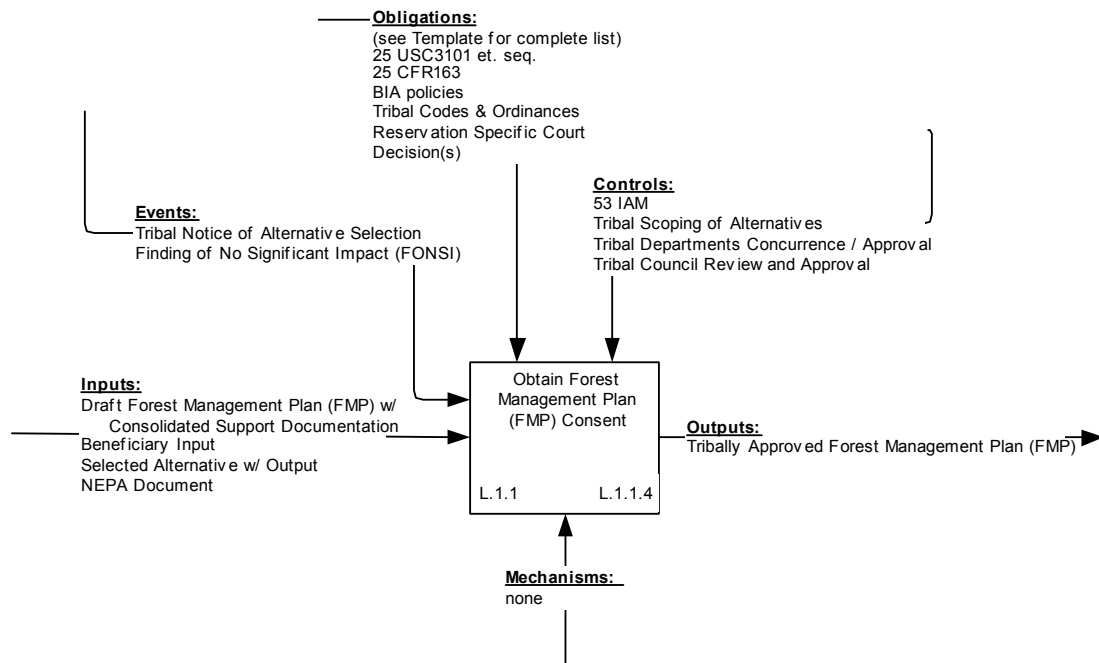 Obligations:
(see Template for complete list)
25 USC3101 et. seq.
25 CFR163
BIA policies
Tribal Codes & Ordinances
Reservation Specific Court
Decision(s)
Controls:
53 IAM
Tribal Scoping of Alternatives
Tribal Departments Concurrence / Approval
Tribal Council Review and Approval
Events:
Tribal Notice of Alternative Selection
Finding of No Significant Impact (FONSI)
Inputs:
Draft Forest Management Plan (FMP) w/
Consolidated Support Documentation
Beneficiary Input
Selected Alternative w/ Output
NEPA Document
Obtain Forest
Management Plan
(FMP) Consent
L.1.1
L.1.1.4
Outputs:
Tribally Approved Forest Management Plan (FMP)
Mechanisms:
none